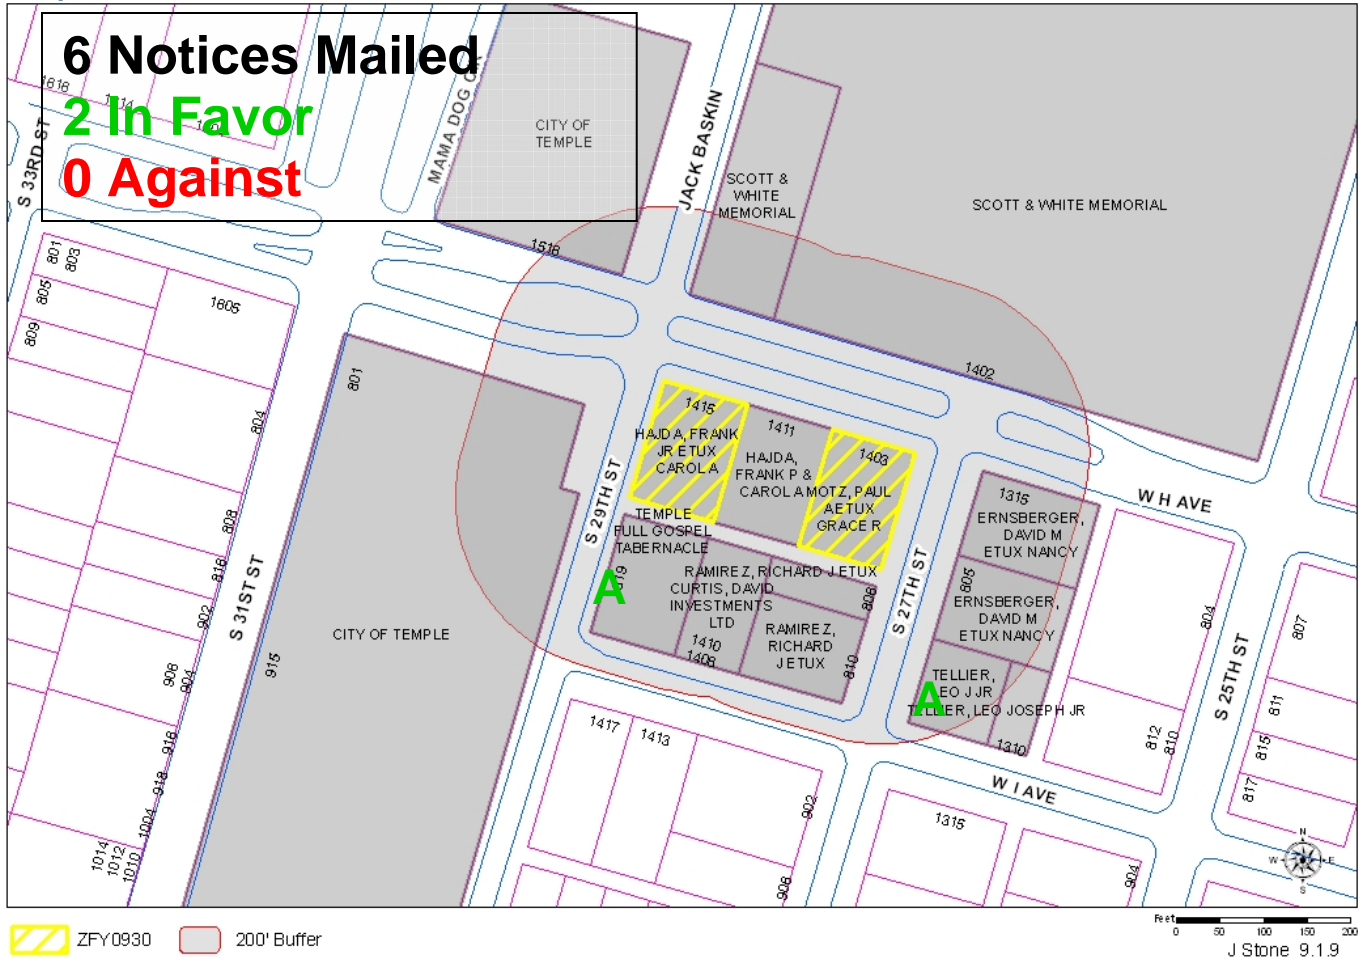 6 Notices Mailed
2 In Favor
0 Against
1616
1114
S 33RD ST
MAMA DOG CIR
CITY OF
TEMPLE
JACK BASKIN
SCOTT &
WHITE
MEMORIAL
SCOTT & WHITE MEMORIAL
1516
801
803
805
809
1605
804
808
816
902
908
904
916
918
1004
1014
1012
1010
S 31ST ST
801
915
CITY OF TEMPLE
1402
1415
HAJDA, FRANK
JR ETUX
CAROL A
1411
HAJDA,
FRANK P &
CAROL A
1403
MOTZ, PAUL
A ETUX
GRACE R
S 29TH ST
TEMPLE
FULL GOSPEL
TABERNACLE
A
RAMIREZ, RICHARD J ETUX
CURTIS, DAVID
INVESTMENTS
LTD
1410
1408
808
RAMIREZ,
RICHARD
J ETUX
810
S 27TH ST
1315
ERNSBERGER,
DAVID M
ETUX NANCY
805
ERNSBERGER,
DAVID M
ETUX NANCY
TELLIER,
LEO J JR
A
TELLIER, LEO JOSEPH JR
1310
W H AVE
W I AVE
804
812
810
S 25TH ST
807
811
815
817
1417
1413
902
906
1315
904
N
W
E
S
ZFY0930
200' Buffer
Feet
0 50 100 150 200
J Stone 9.1.9